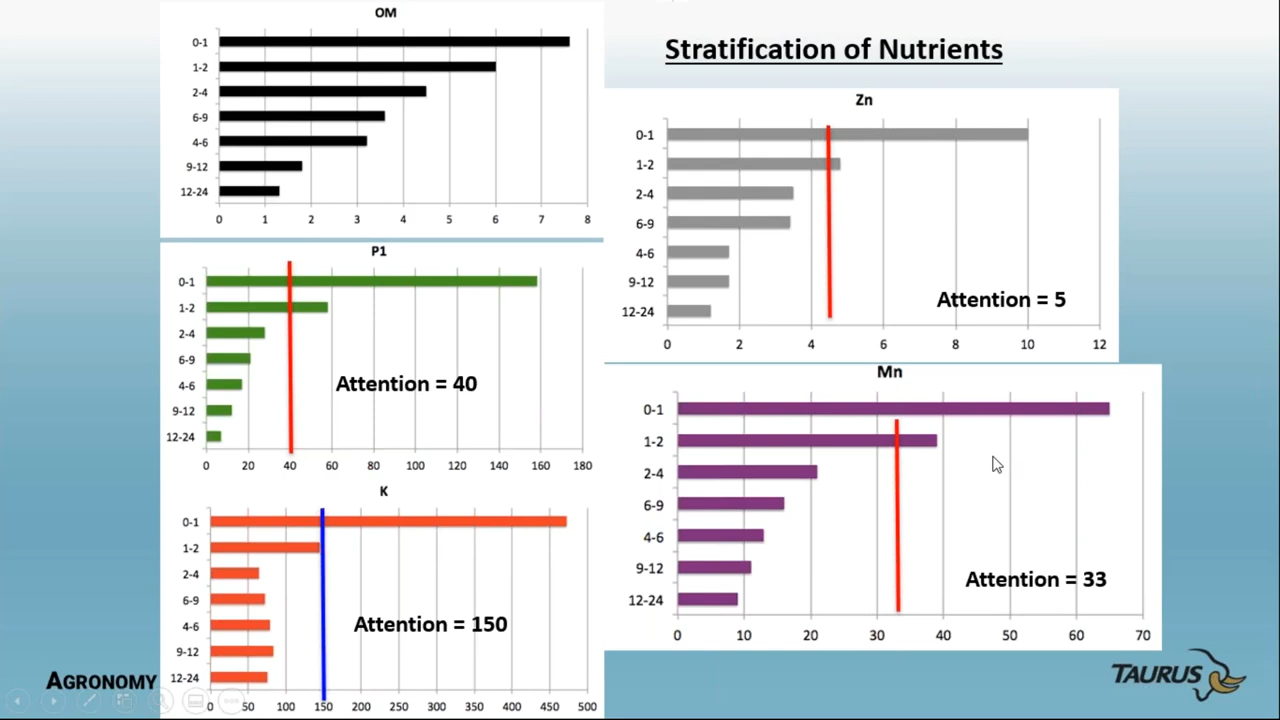 Stratification of Nutrients
OM
0-1
1-2
2-4
6-9
4-6
9-12
12-24
0 1 2 3 4 5 6 7 8
P1
0-1
1-2
2-4
6-9
4-6
9-12
12-24
Attention = 40
0 20 40 60 80 100 120 140 160 180
K
0-1
1-2
2-4
6-9
4-6
9-12
12-24
Attention = 150
0 50 100 150 200 250 300 350 400 450 500
Zn
0-1
1-2
2-4
6-9
4-6
9-12
12-24
Attention = 5
0 2 4 6 8 10 12
Mn
0-1
1-2
2-4
6-9
4-6
9-12
12-24
Attention = 33
0 10 20 30 40 50 60 70
AGRONOMY
TAURUS